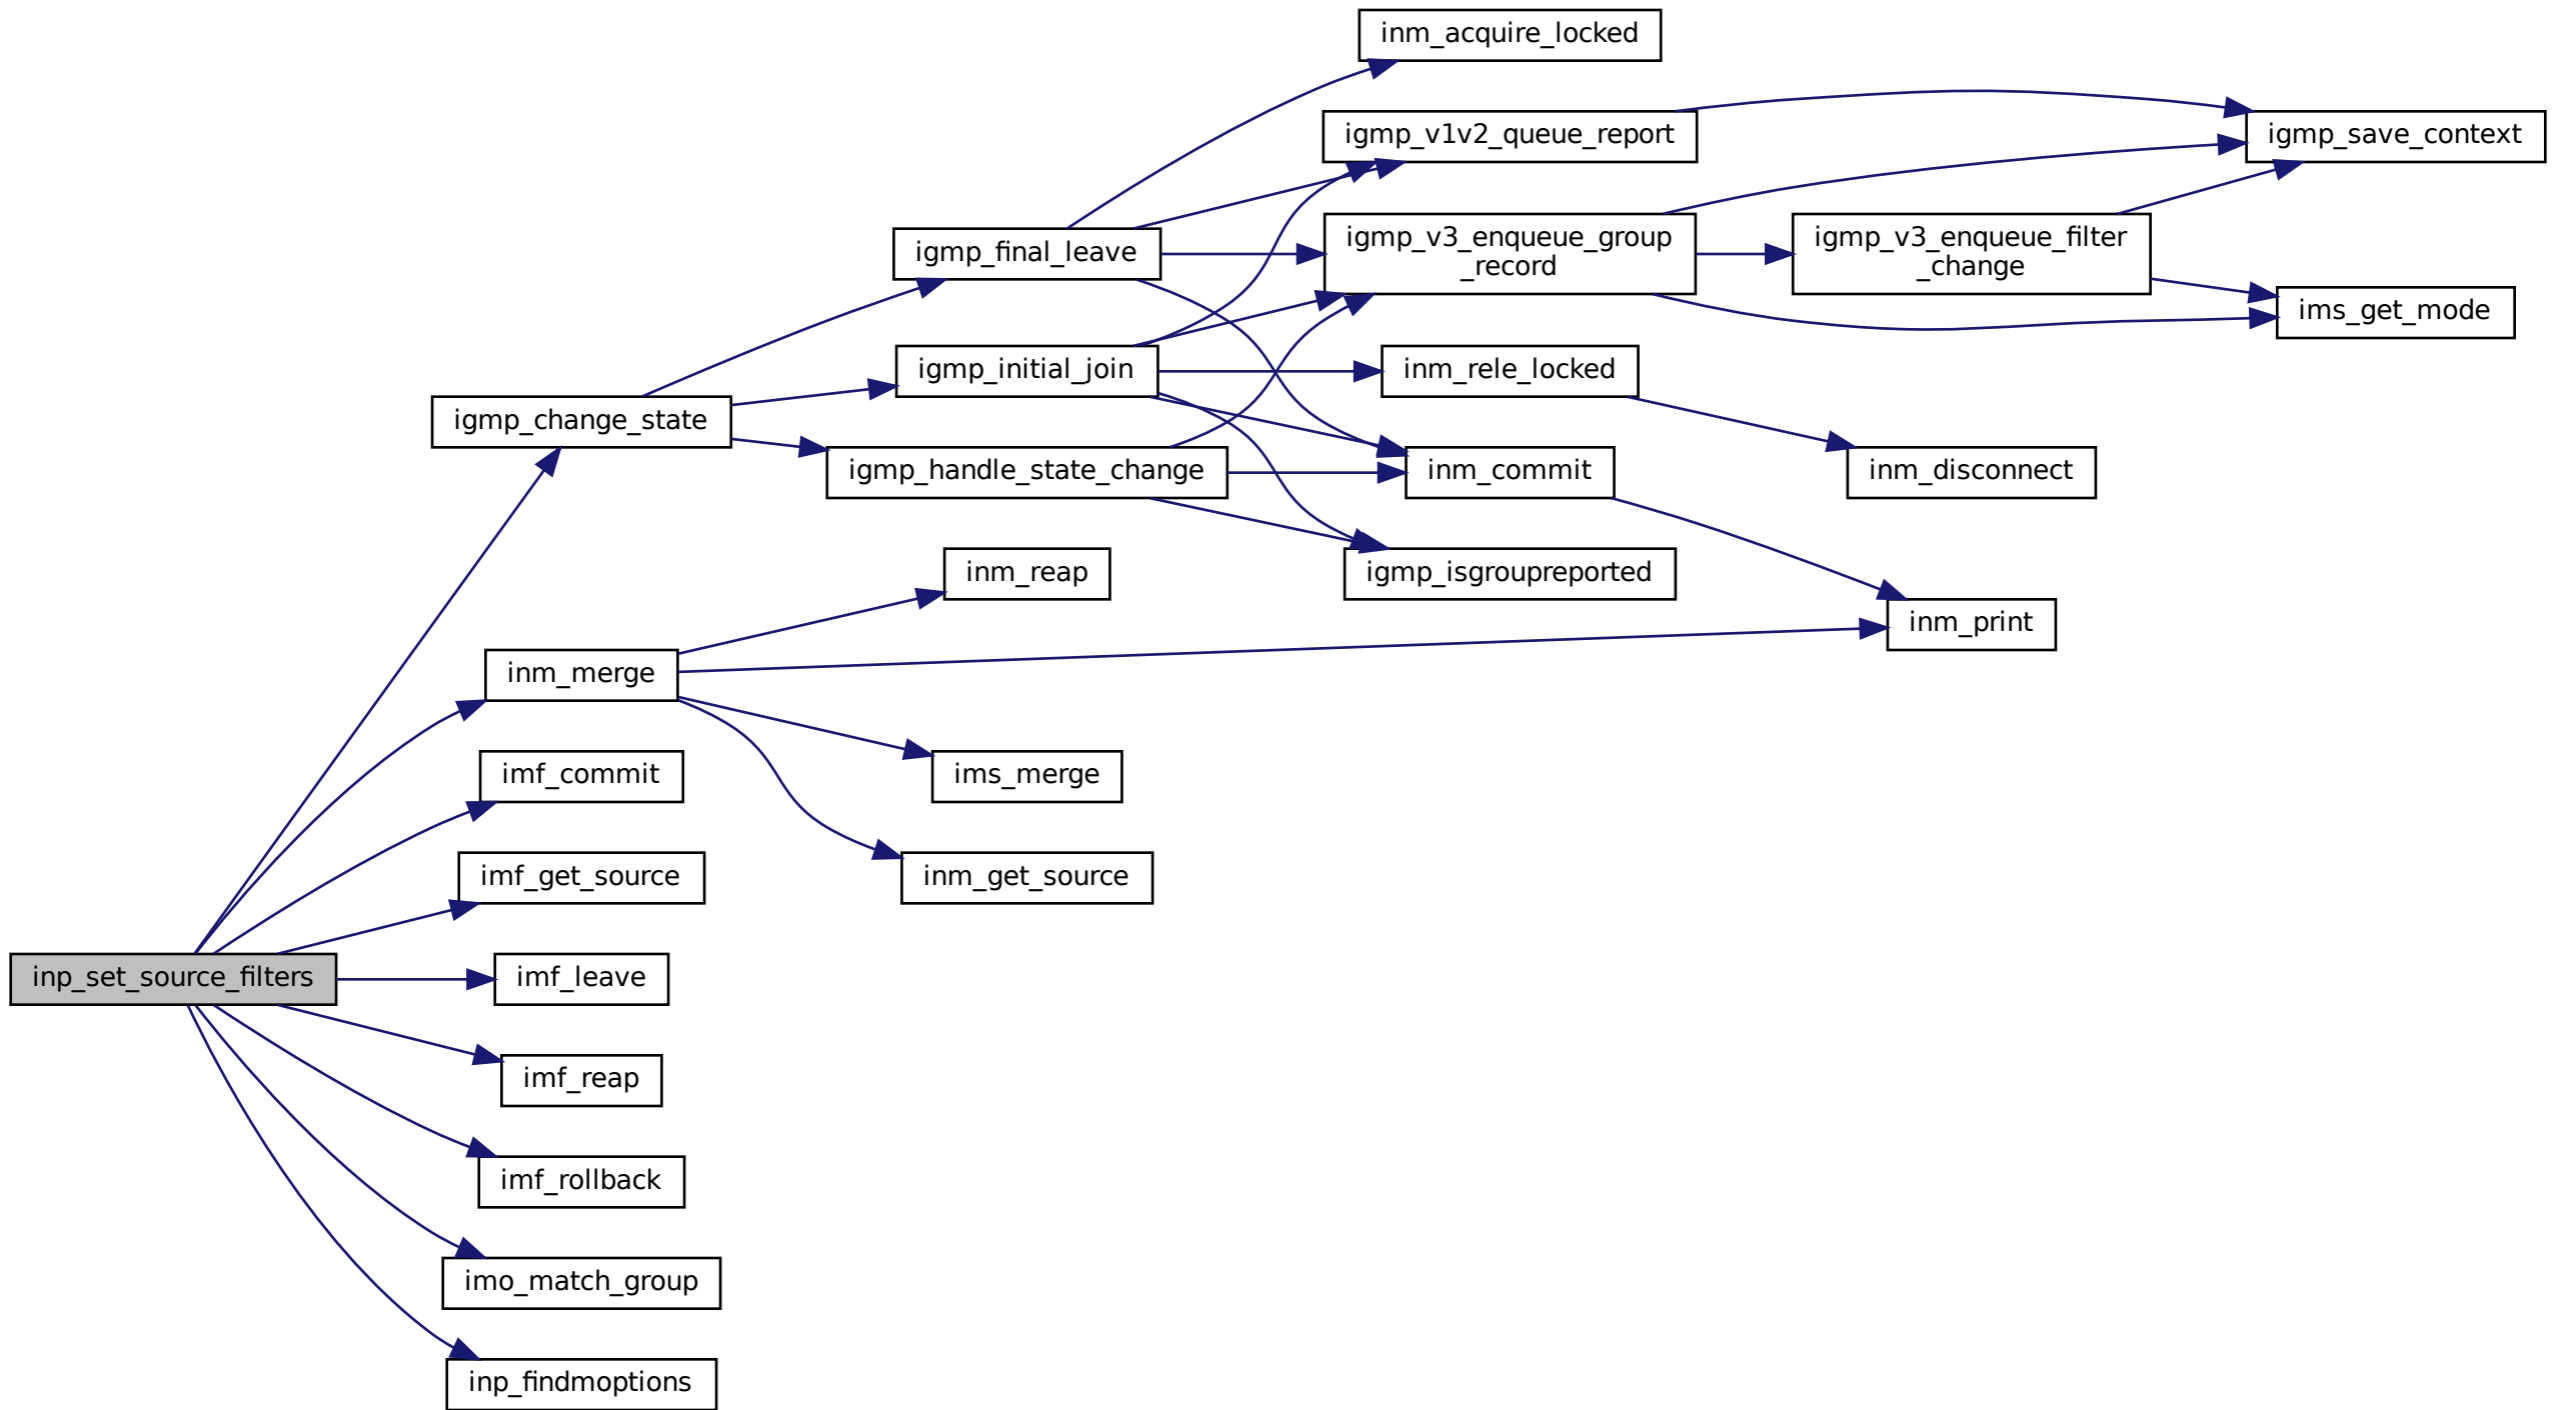 inm_acquire_locked
igmp_v1v2_queue_report
igmp_save_context
igmp_final_leave
igmp_v3_enqueue_group
_record
igmp_v3_enqueue_filter
_change
ims_get_mode
igmp_initial_join
inm_rele_locked
igmp_change_state
igmp_handle_state_change
inm_commit
inm_disconnect
inm_reap
igmp_isgroupreported
inm_print
inm_merge
imf_commit
ims_merge
imf_get_source
inm_get_source
inp_set_source_filters
imf_leave
imf_reap
imf_rollback
imo_match_group
inp_findmoptions